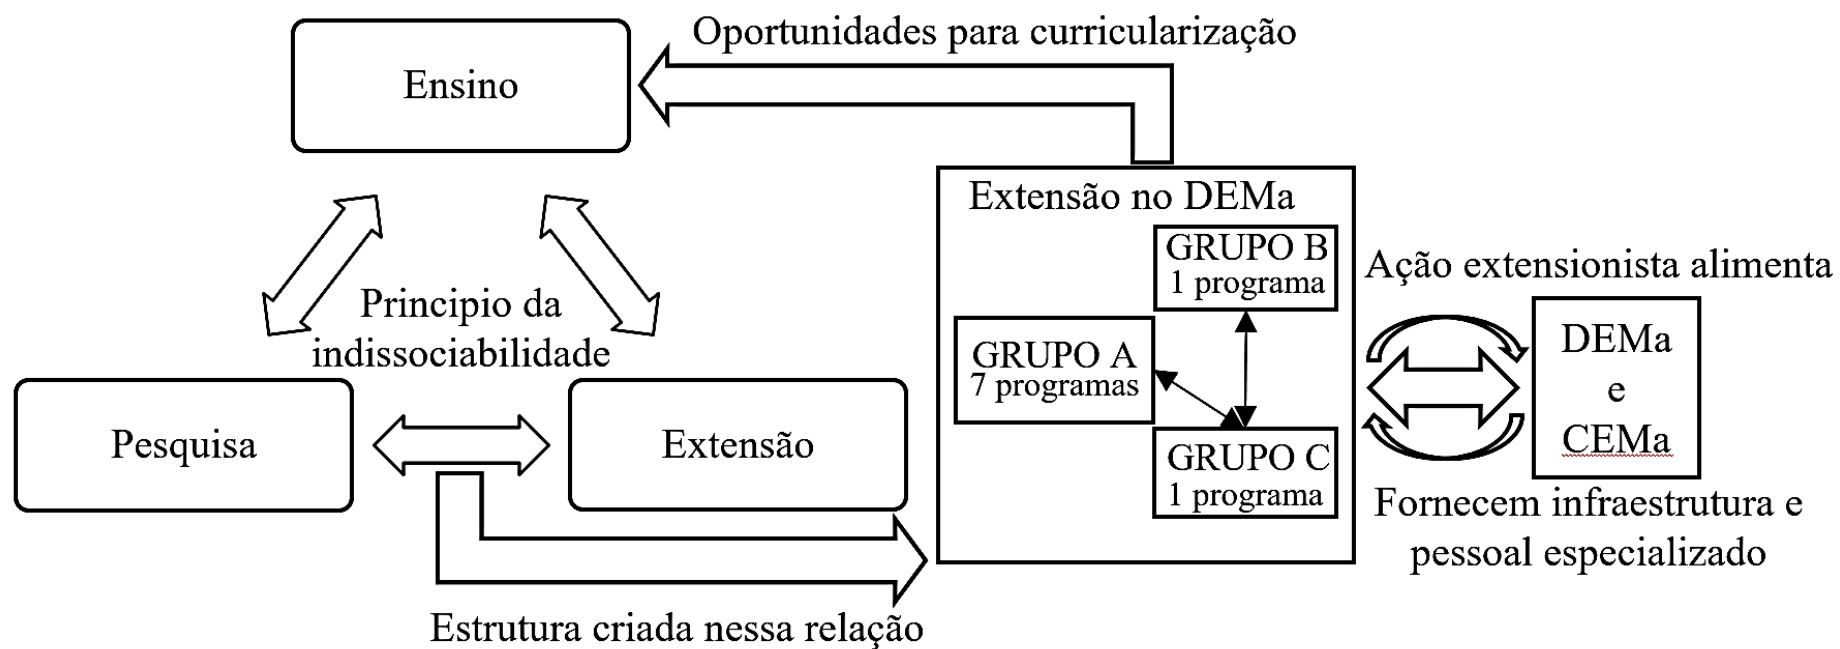 Oportunidades para curricularização
Ensino
Principio da
indissociabilidade
Pesquisa
Extensão
Estrutura criada nessa relação
Extensão no DEMa
GRUPO B
1 programa
GRUPO A
7 programas
GRUPO C
1 programa
Ação extensionista alimenta
DEMa
e
CEMa
Fornecem infraestrutura e
pessoal especializado